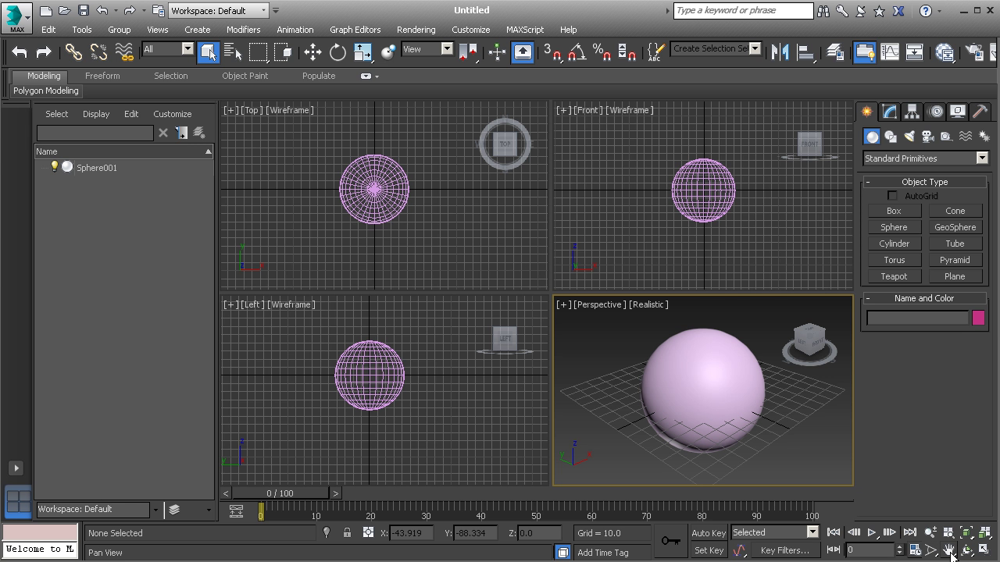 Workspace: Default
Untitled
Type a keyword or phrase
MAX
Edit Tools Group Views Create Modifiers Animation Graph Editors Rendering Customize MAXScript Help
All
View
3
%
ABC
Create Selection Set
Modeling Freeform Selection Object Paint Populate
Polygon Modeling
Select Display Edit Customize
Name
Sphere001
[+] [Top] [Wireframe]
TOP
y
z x
[+] [Front] [Wireframe]
FRONT
z
y x
[+] [Left] [Wireframe]
LEFT
z
y x
[+] [Perspective] [Realistic]
z
y x
Standard Primitives
- Object Type
AutoGrid
Box Cone
Sphere GeoSphere
Cylinder Tube
Torus Pyramid
Teapot Plane
- Name and Color
< 0 / 100 >
Workspace: Default
0 10 20 30 40 50 60 70 80 90 100
None Selected
X: -43.919 Y: -88.334 Z: 0.0
Grid = 10.0
Auto Key
Selected
Welcome to M
Pan View
Add Time Tag
Set Key
Key Filters...
0